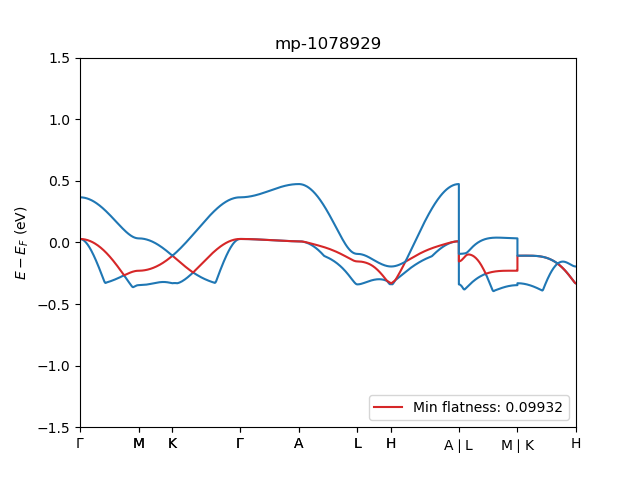 mp-1078929
E − E_F (eV)
1.5
1.0
0.5
0.0
−0.5
−1.0
−1.5
Min flatness: 0.09932
Γ M K Γ A L H A | L M | K H